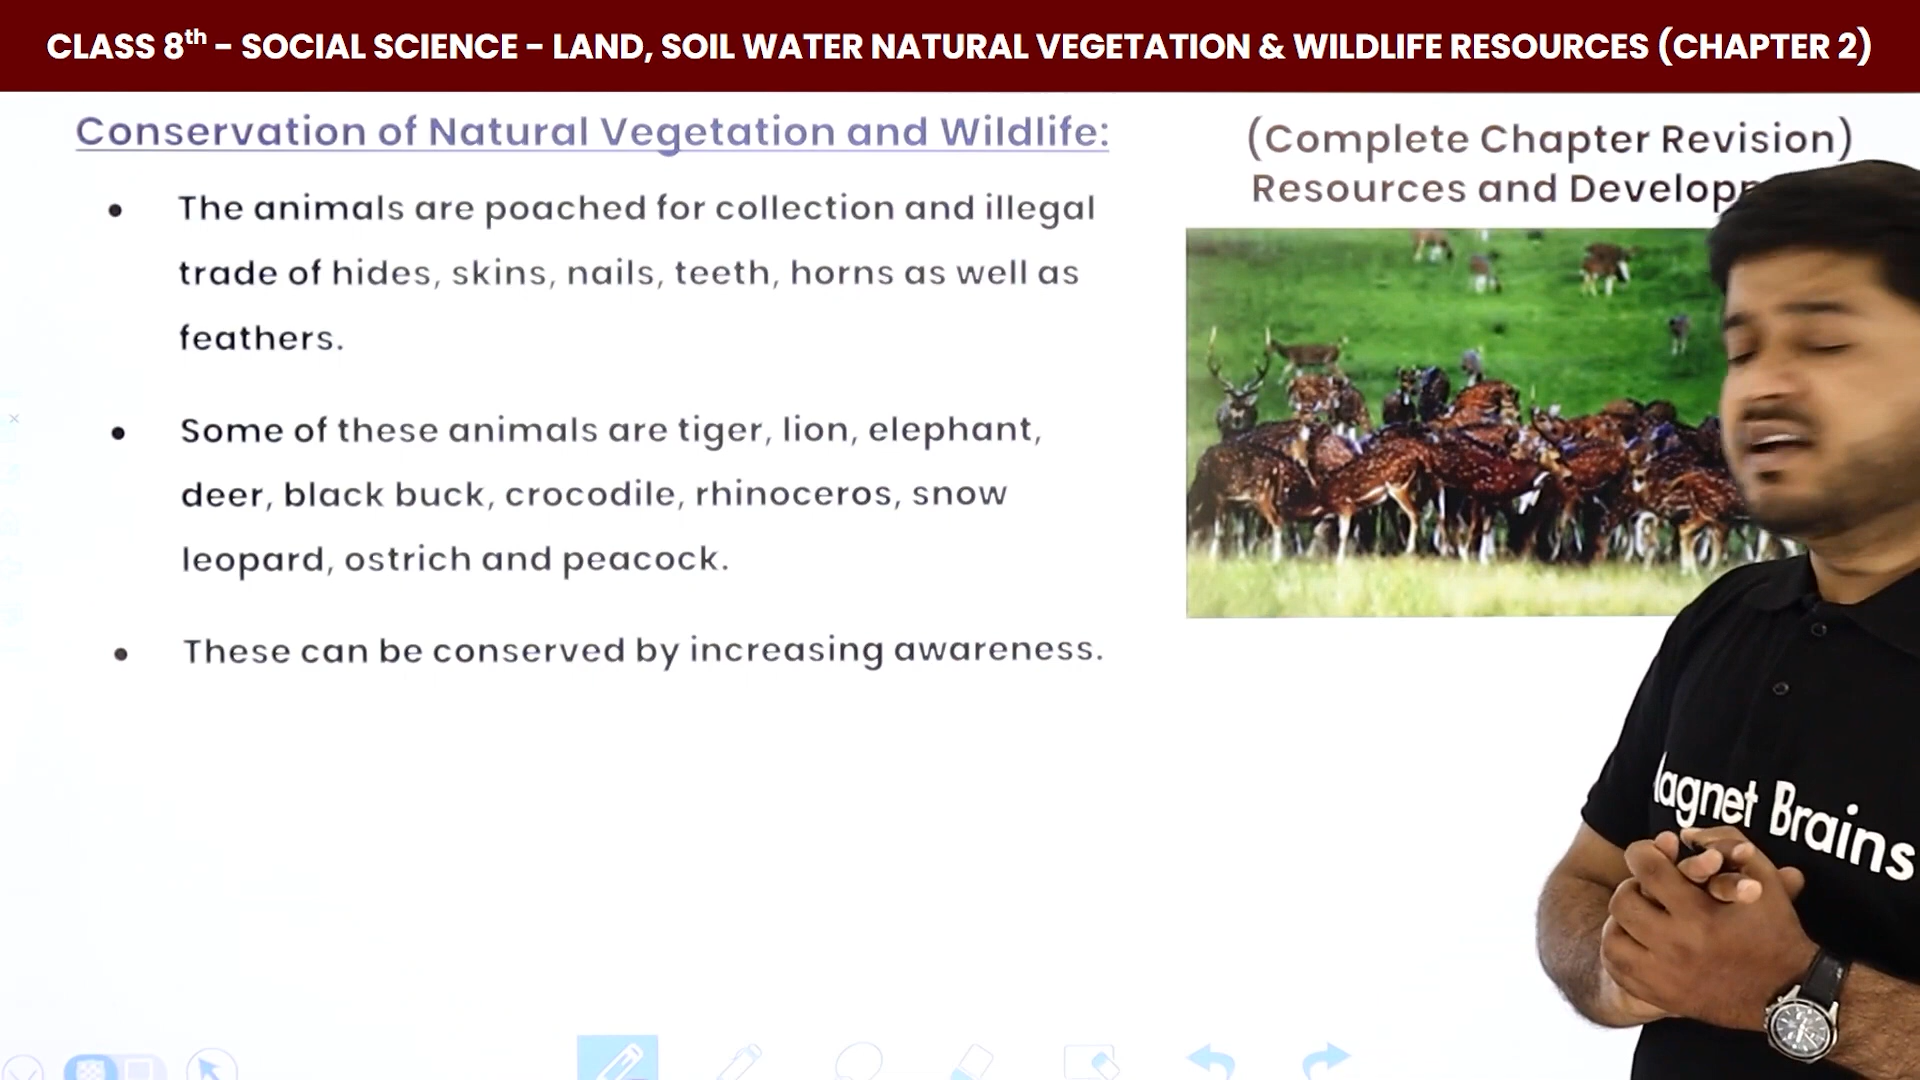 CLASS 8th – SOCIAL SCIENCE – LAND, SOIL WATER NATURAL VEGETATION & WILDLIFE RESOURCES (CHAPTER 2)
Conservation of Natural Vegetation and Wildlife:
(Complete Chapter Revision)
Resources and
• The animals are poached for collection and illegal
trade of hides, skins, nails, teeth, horns as well as
feathers.
• Some of these animals are tiger, lion, elephant,
deer, black buck, crocodile, rhinoceros, snow
leopard, ostrich and peacock.
• These can be conserved by increasing awareness.
agnet Brains